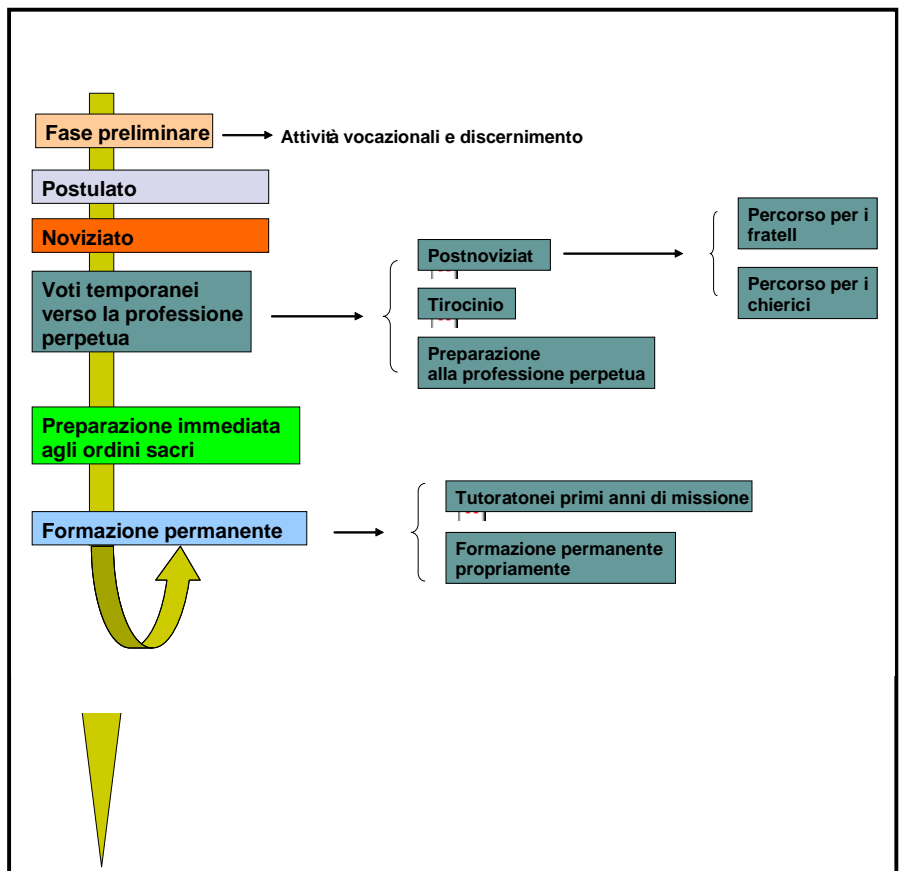 Fase preliminare
Attività vocazionali e discernimento
Postulato
Noviziato
Voti temporanei
verso la professione
perpetua
Postnoviziat
Tirocinio
Preparazione
alla professione perpetua
Percorso per i
fratell
Percorso per i
chierici
Preparazione immediata
agli ordini sacri
Formazione permanente
Tutoratonei primi anni di missione
Formazione permanente
propriamente